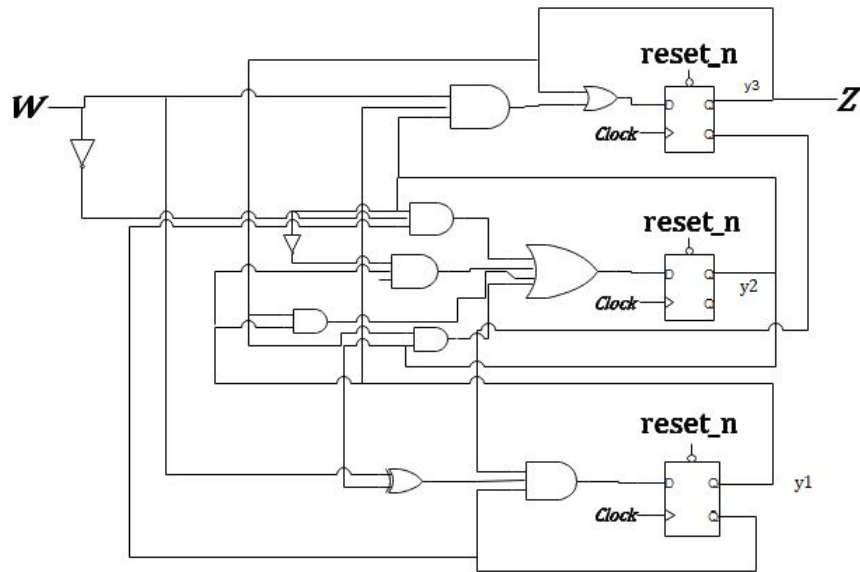 reset_n
y3
W
D
Q
Z
Clock
Q
reset_n
D
Q
y2
Clock
Q
reset_n
D
Q
y1
Clock
Q